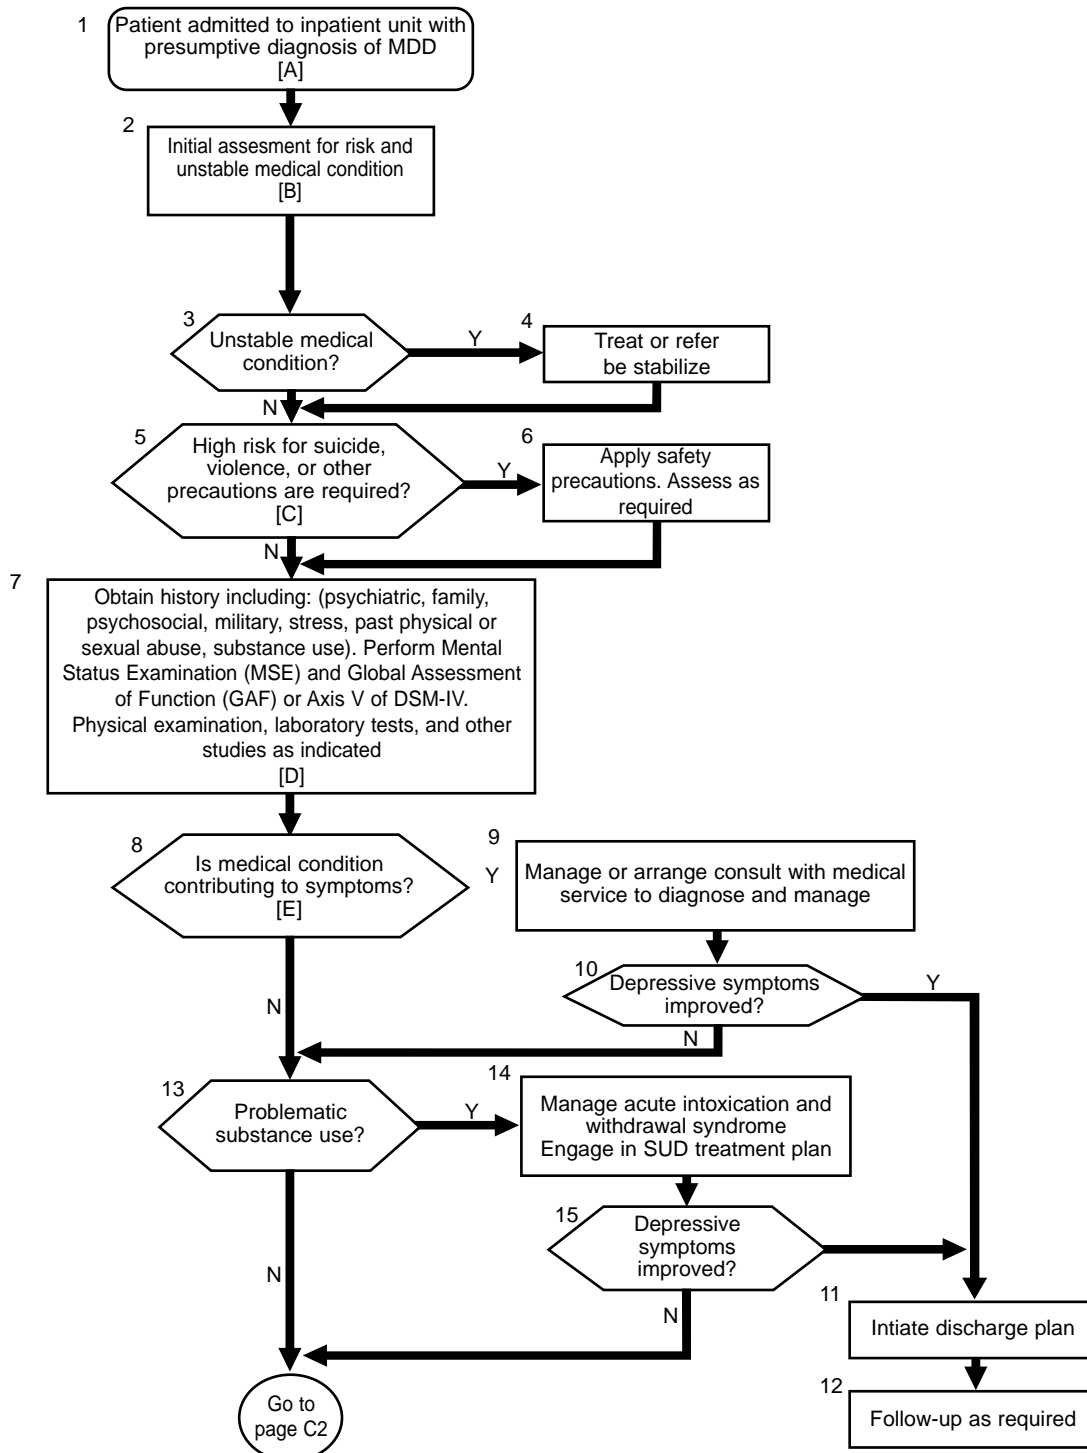 1
Patient admitted to inpatient unit with
presumptive diagnosis of MDD
[A]
2
Initial assesment for risk and
unstable medical condition
[B]
3
Unstable medical
condition?
Y
4
Treat or refer
be stabilize
N
5
High risk for suicide,
violence, or other
precautions are required?
[C]
Y
6
Apply safety
precautions. Assess as
required
N
7
Obtain history including: (psychiatric, family,
psychosocial, military, stress, past physical or
sexual abuse, substance use). Perform Mental
Status Examination (MSE) and Global Assessment
of Function (GAF) or Axis V of DSM-IV.
Physical examination, laboratory tests, and other
studies as indicated
[D]
8
Is medical condition
contributing to symptoms?
[E]
Y
9
Manage or arrange consult with medical
service to diagnose and manage
10
Depressive symptoms
improved?
Y
N
N
13
Problematic
substance use?
Y
14
Manage acute intoxication and
withdrawal syndrome
Engage in SUD treatment plan
15
Depressive
symptoms
improved?
N
N
11
Intiate discharge plan
12
Follow-up as required
Go to
page C2